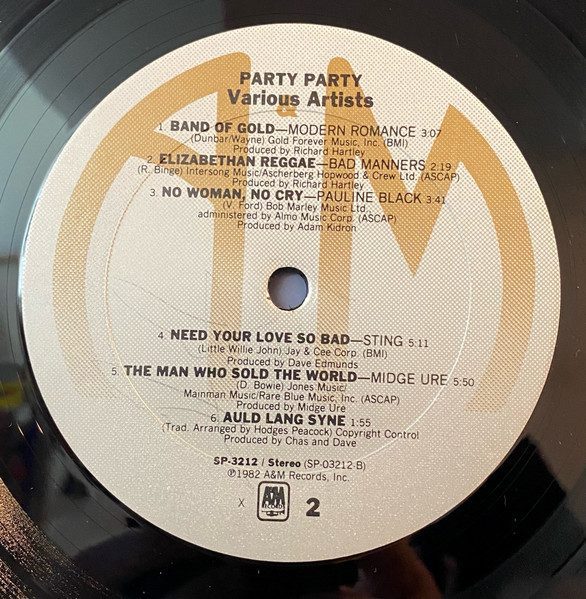 PARTY PARTY
Various Artists
1. BAND OF GOLD—MODERN ROMANCE 3:07
(Dunbar/Wayne) Gold Forever Music, Inc. (BMI)
Produced by Richard Hartley
2. ELIZABETHAN REGGAE—BAD MANNERS 2:19
(R. Binge) Intersong Music/Ascherberg Hopwood & Crew Ltd. (ASCAP)
Produced by Richard Hartley
3. NO WOMAN, NO CRY—PAULINE BLACK 3:41
(V. Ford) Bob Marley Music Ltd.
administered by Almo Music Corp. (ASCAP)
Produced by Adam Kidron
4. NEED YOUR LOVE SO BAD—STING 5:11
(Little Willie John) Jay & Cee Corp. (BMI)
Produced by Dave Edmunds
5. THE MAN WHO SOLD THE WORLD—MIDGE URE 5:50
(D. Bowie) Jones Music/
Mainman Music/Rare Blue Music, Inc. (ASCAP)
Produced by Midge Ure
6. AULD LANG SYNE 1:55
(Trad. Arranged by Hodges Peacock) Copyright Control
Produced by Chas and Dave
SP-3212 / Stereo (SP-03212-B)
℗1982 A&M Records, Inc.
X A&M RECORDS 2
A&M